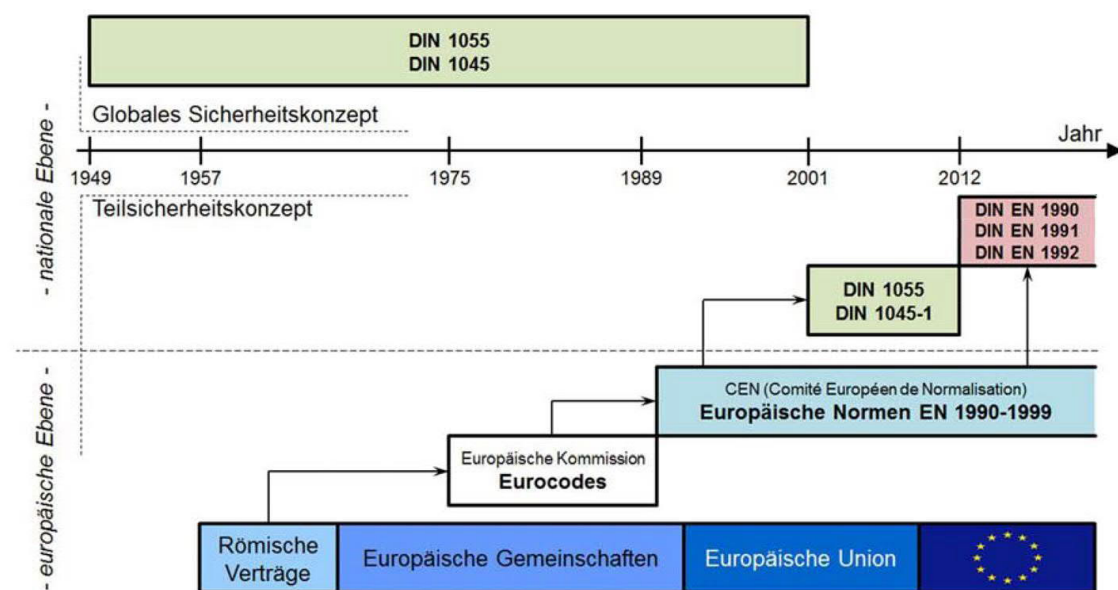 DIN 1055
DIN 1045
Globales Sicherheitskonzept
Jahr
1949
1957
1975
1989
2001
2012
- nationale Ebene -
Teilsicherheitskonzept
DIN EN 1990
DIN EN 1991
DIN EN 1992
DIN 1055
DIN 1045-1
- europäische Ebene -
CEN (Comité Européen de Normalisation)
Europäische Normen EN 1990-1999
Europäische Kommission
Eurocodes
Römische
Verträge
Europäische Gemeinschaften
Europäische Union